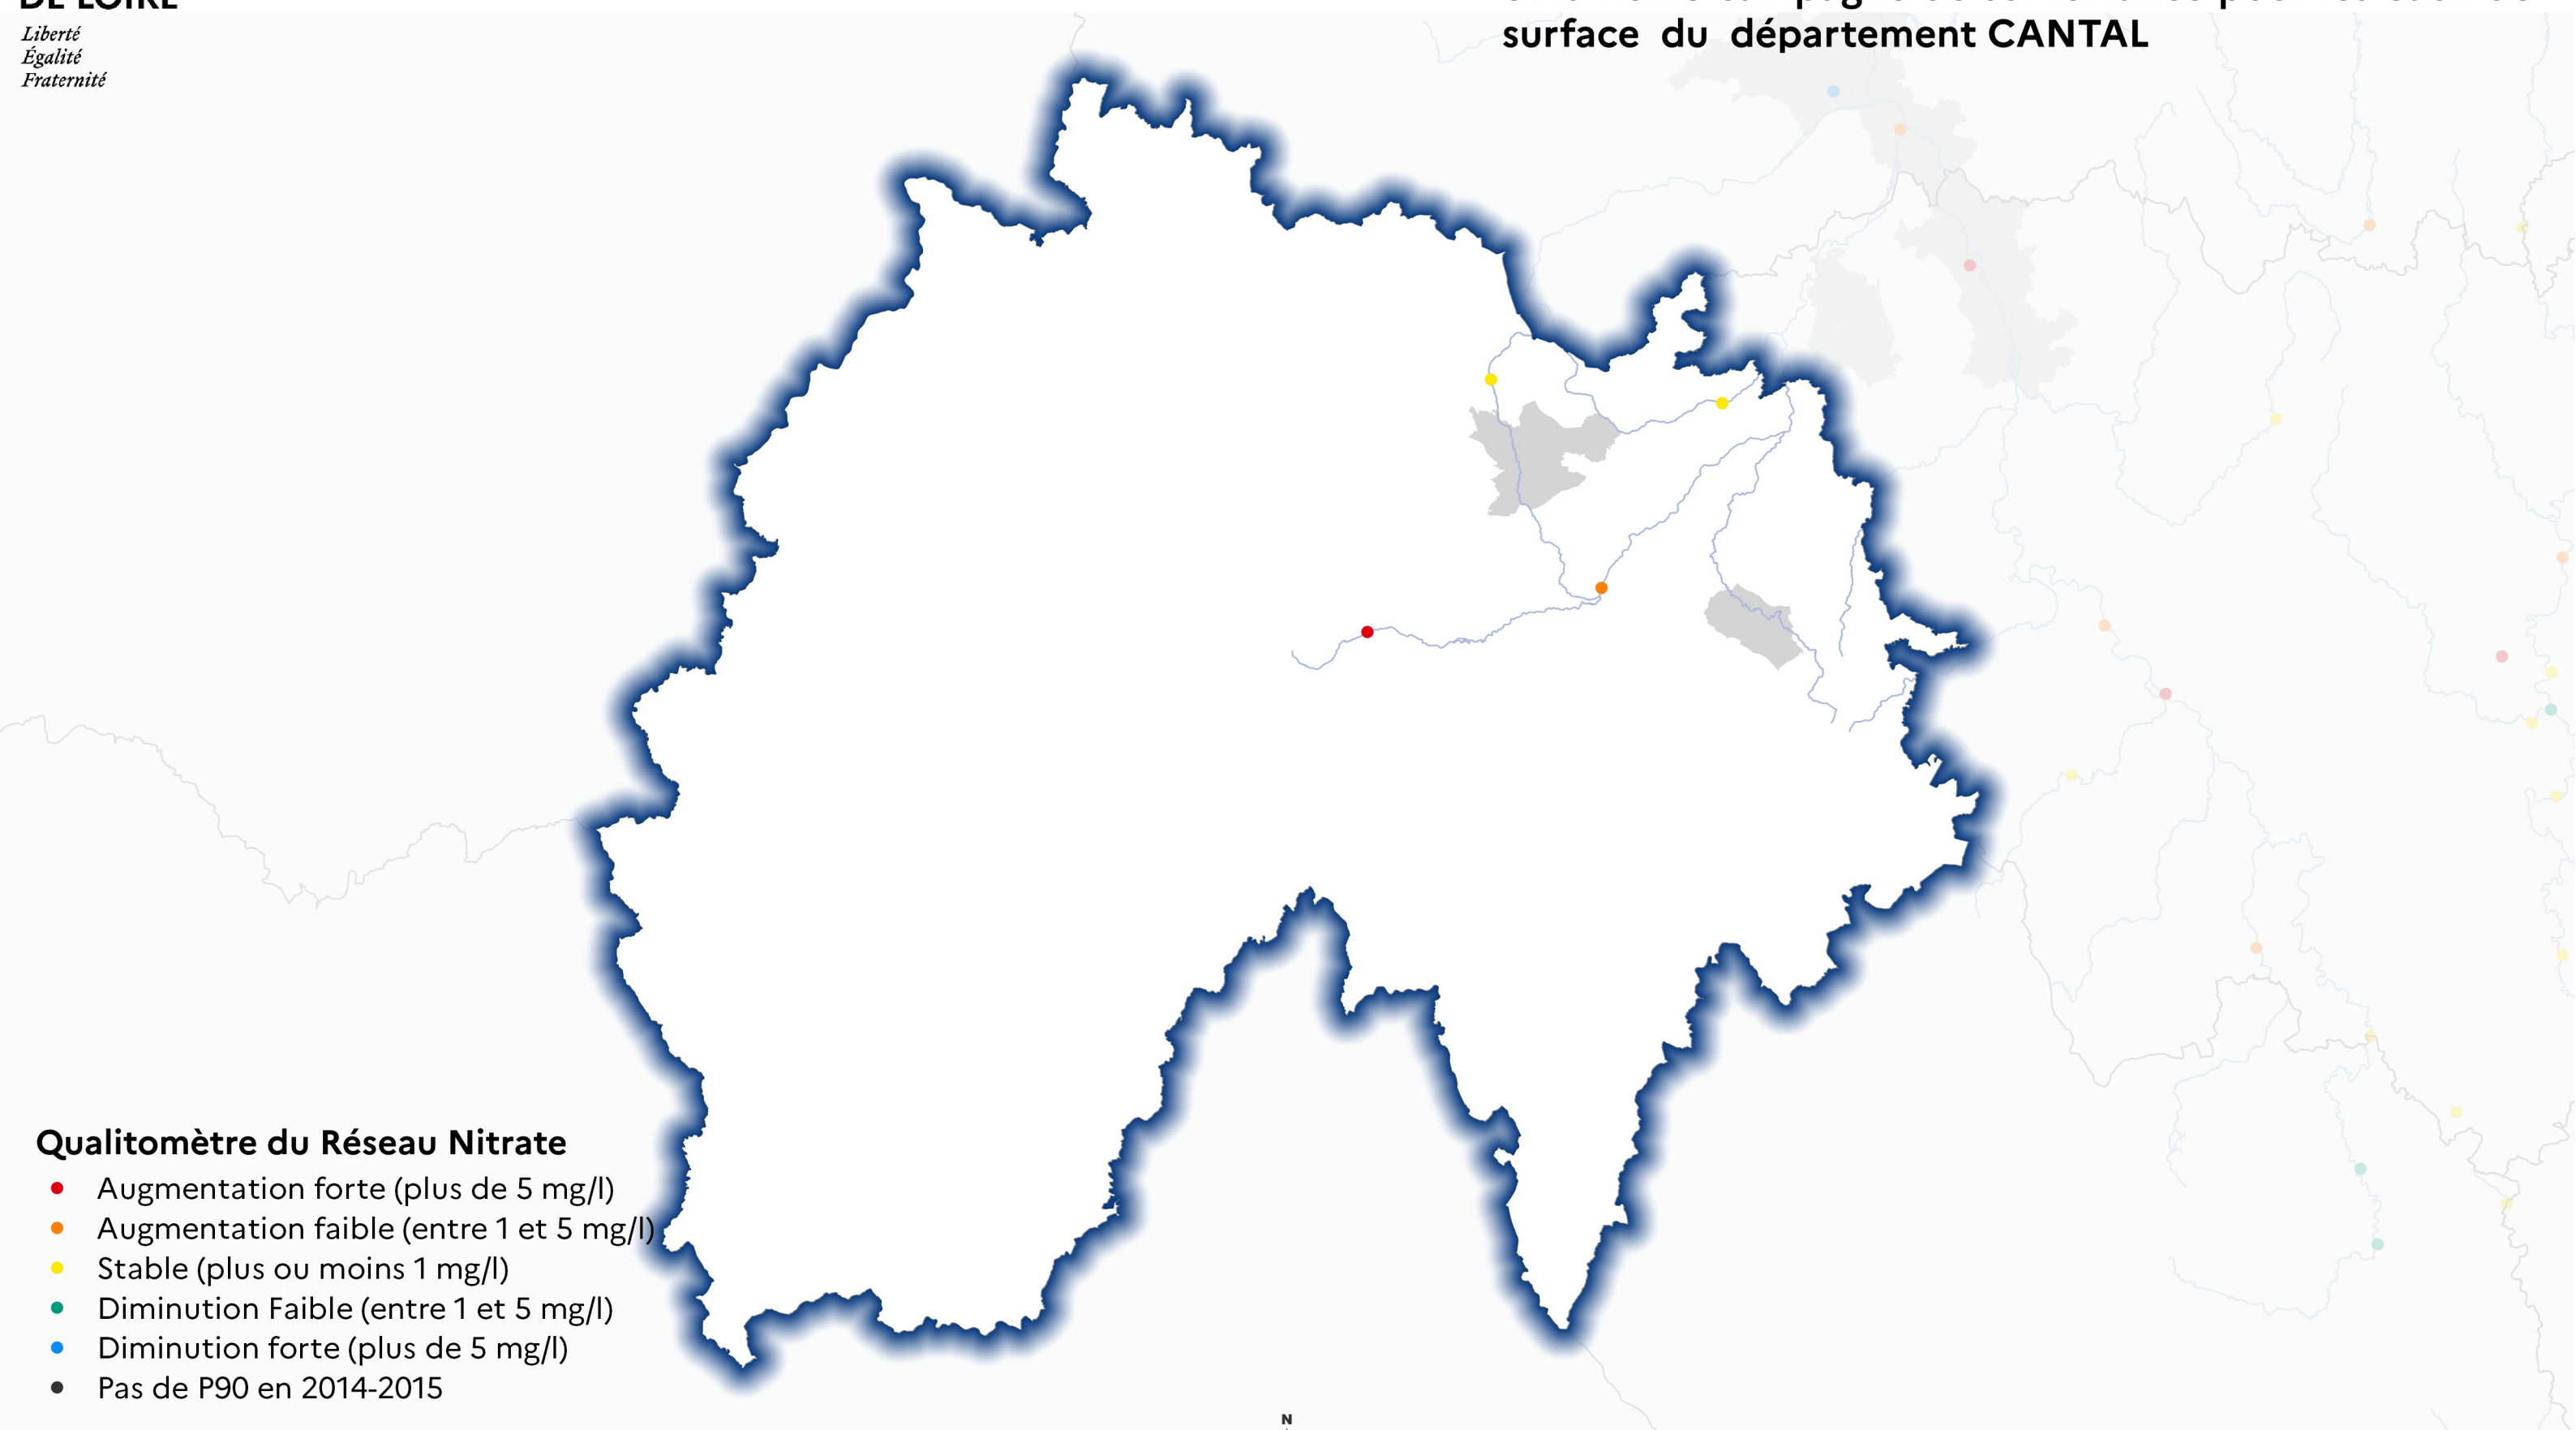 DE LOIRE
Liberté
Égalité
Fraternité
surface du département CANTAL
Qualitomètre du Réseau Nitrate
Augmentation forte (plus de 5 mg/l)
Augmentation faible (entre 1 et 5 mg/l)
Stable (plus ou moins 1 mg/l)
Diminution Faible (entre 1 et 5 mg/l)
Diminution forte (plus de 5 mg/l)
Pas de P90 en 2014-2015
N